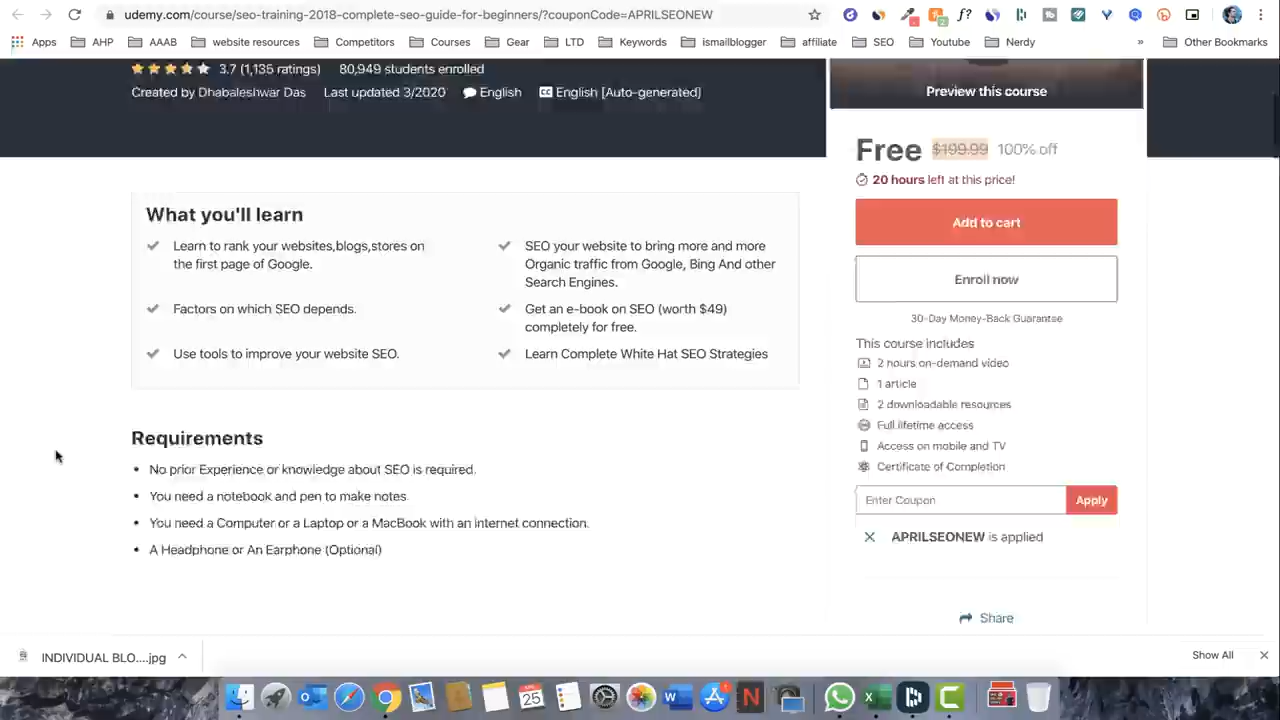 udemy.com/course/seo-training-2018-complete-seo-guide-for-beginners/?couponCode=APRILSEONEW
Apps AHP AAAB website resources Competitors Courses Gear LTD Keywords ismailblogger affiliate SEO Youtube Nerdy » Other Bookmarks
3.7 (1,135 ratings) 80,949 students enrolled
Created by Dhabaleshwar Das Last updated 3/2020 English CC English [Auto-generated]
Preview this course
Free $199.99 100% off
20 hours left at this price!
Add to cart
Enroll now
30-Day Money-Back Guarantee
This course includes
2 hours on-demand video
1 article
2 downloadable resources
Full lifetime access
Access on mobile and TV
Certificate of Completion
Enter Coupon Apply
APRILSEONEW is applied
Share
What you'll learn
Learn to rank your websites,blogs,stores on
the first page of Google.
Factors on which SEO depends.
Use tools to improve your website SEO.
SEO your website to bring more and more
Organic traffic from Google, Bing And other
Search Engines.
Get an e-book on SEO (worth $49)
completely for free.
Learn Complete White Hat SEO Strategies
Requirements
No prior Experience or knowledge about SEO is required.
You need a notebook and pen to make notes
You need a Computer or a Laptop or a MacBook with an internet connection.
A Headphone or An Earphone (Optional)
INDIVIDUAL BLO....jpg
Show All
APR
25